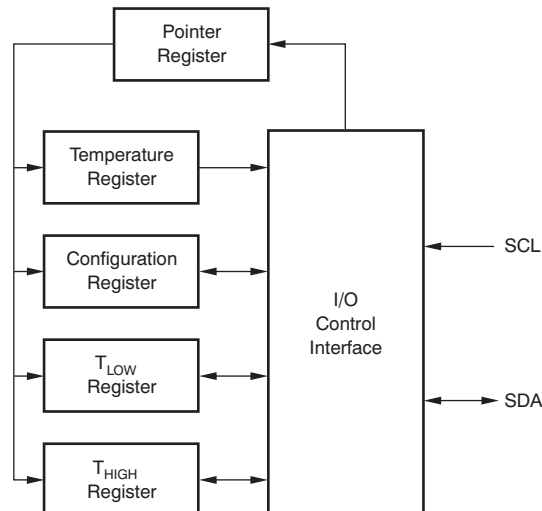 Pointer
Register
Temperature
Register
Configuration
Register
SCL
I/O
Control
Interface
TLOW
Register
SDA
THIGH
Register